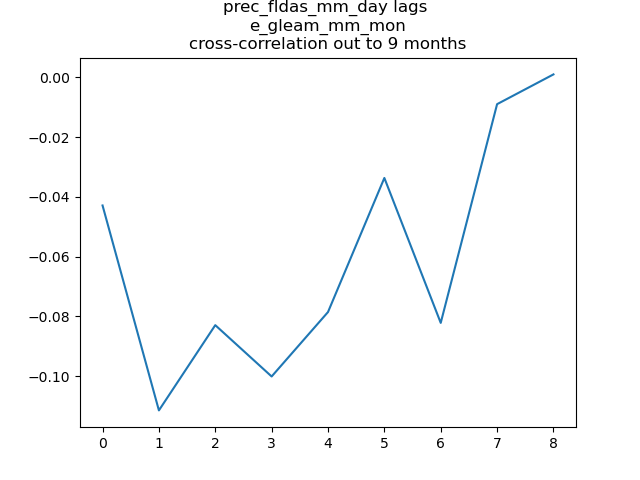 prec_fldas_mm_day lags
e_gleam_mm_mon
cross-correlation out to 9 months
0.00
−0.02
−0.04
−0.06
−0.08
−0.10
0 1 2 3 4 5 6 7 8